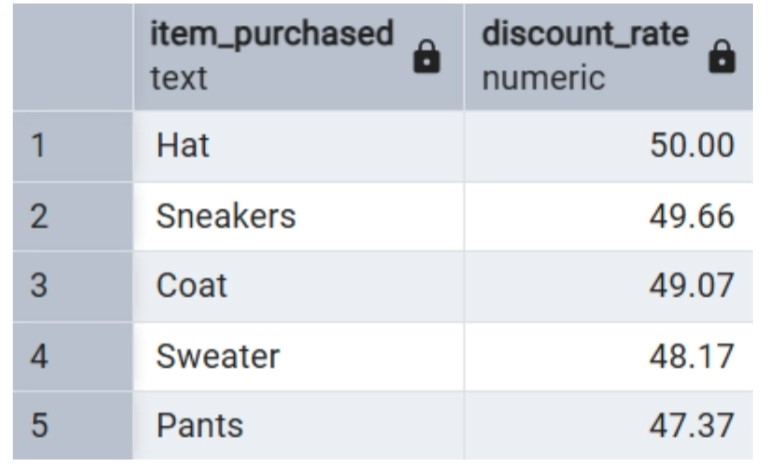 item_purchased discount_rate
text numeric
1 Hat 50.00
2 Sneakers 49.66
3 Coat 49.07
4 Sweater 48.17
5 Pants 47.37